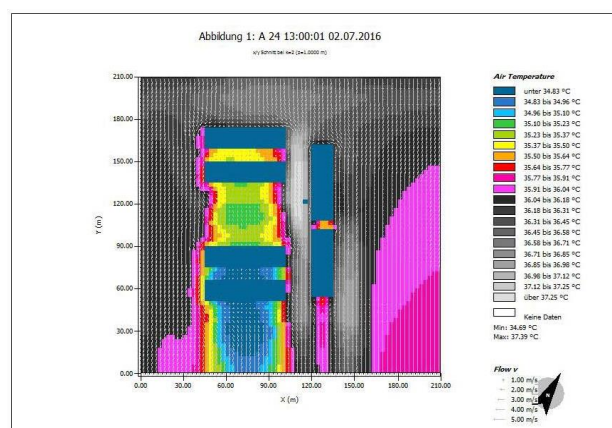 Abbildung 1: A 24 13:00:01 02.07.2016
x/y Schnitt bei k=2 (z=1.0000 m)
Air Temperature
unter 34.83 °C
34.83 bis 34.96 °C
34.96 bis 35.10 °C
35.10 bis 35.23 °C
35.23 bis 35.37 °C
35.37 bis 35.50 °C
35.50 bis 35.64 °C
35.64 bis 35.77 °C
35.77 bis 35.91 °C
35.91 bis 36.04 °C
36.04 bis 36.18 °C
36.18 bis 36.31 °C
36.31 bis 36.45 °C
36.45 bis 36.58 °C
36.58 bis 36.71 °C
36.71 bis 36.85 °C
36.85 bis 36.98 °C
36.98 bis 37.12 °C
37.12 bis 37.25 °C
über 37.25 °C
Keine Daten
Min: 34.69 °C
Max: 37.39 °C
Flow v
1.00 m/s
2.00 m/s
3.00 m/s
4.00 m/s
5.00 m/s
210.00
180.00
150.00
120.00
90.00
60.00
30.00
0.00
Y (m)
0.00 30.00 60.00 90.00 120.00 150.00 180.00 210.00
X (m)